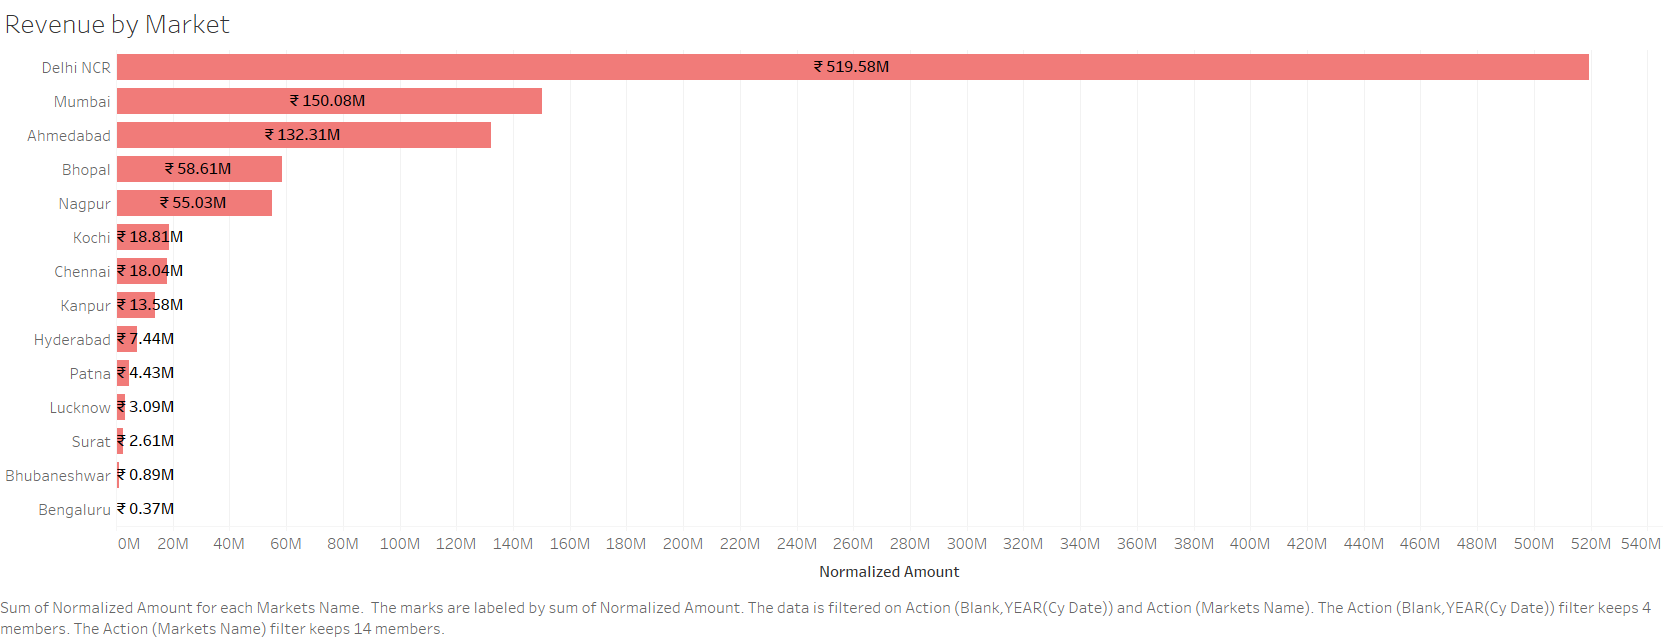 Revenue by Market
Delhi NCR ₹ 519.58M
Mumbai ₹ 150.08M
Ahmedabad ₹ 132.31M
Bhopal ₹ 58.61M
Nagpur ₹ 55.03M
Kochi ₹ 18.81M
Chennai ₹ 18.04M
Kanpur ₹ 13.58M
Hyderabad ₹ 7.44M
Patna ₹ 4.43M
Lucknow ₹ 3.09M
Surat ₹ 2.61M
Bhubaneshwar ₹ 0.89M
Bengaluru ₹ 0.37M
0M 20M 40M 60M 80M 100M 120M 140M 160M 180M 200M 220M 240M 260M 280M 300M 320M 340M 360M 380M 400M 420M 440M 460M 480M 500M 520M 540M
Normalized Amount
Sum of Normalized Amount for each Markets Name. The marks are labeled by sum of Normalized Amount. The data is filtered on Action (Blank,YEAR(Cy Date)) and Action (Markets Name). The Action (Blank,YEAR(Cy Date)) filter keeps 4
members. The Action (Markets Name) filter keeps 14 members.